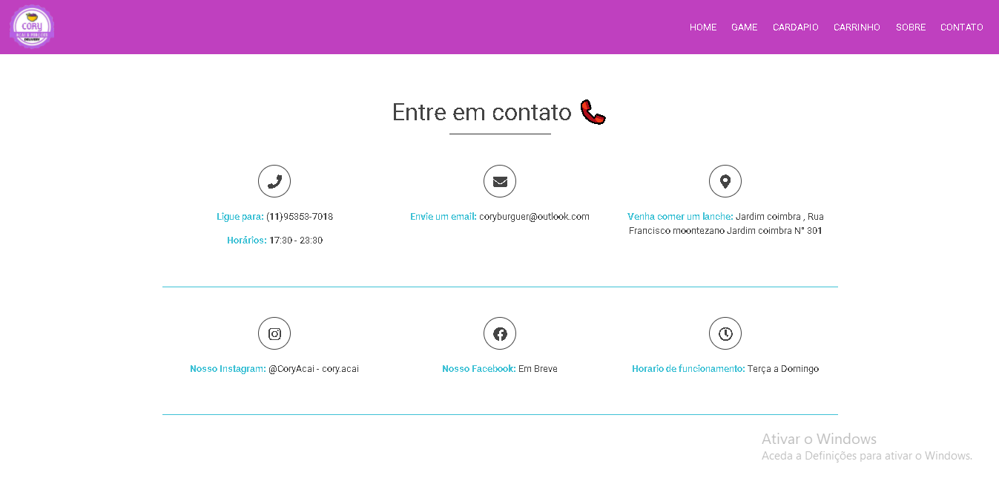 CORY
DELIVERY
HOME GAME CARDAPIO CARRINHO SOBRE CONTATO
Entre em contato
Ligue para: (11)95353-7018
Horários: 17:30 - 23:30
Envie um email: coryburguer@outlook.com
Venha comer um lanche: Jardim coimbra , Rua
Francisco moontezano Jardim coimbra N° 301
Nosso Instagram: @CoryAcai - cory.acai
Nosso Facebook: Em Breve
Horario de funcionamento: Terça a Domingo
Ativar o Windows
Aceda a Definições para ativar o Windows.